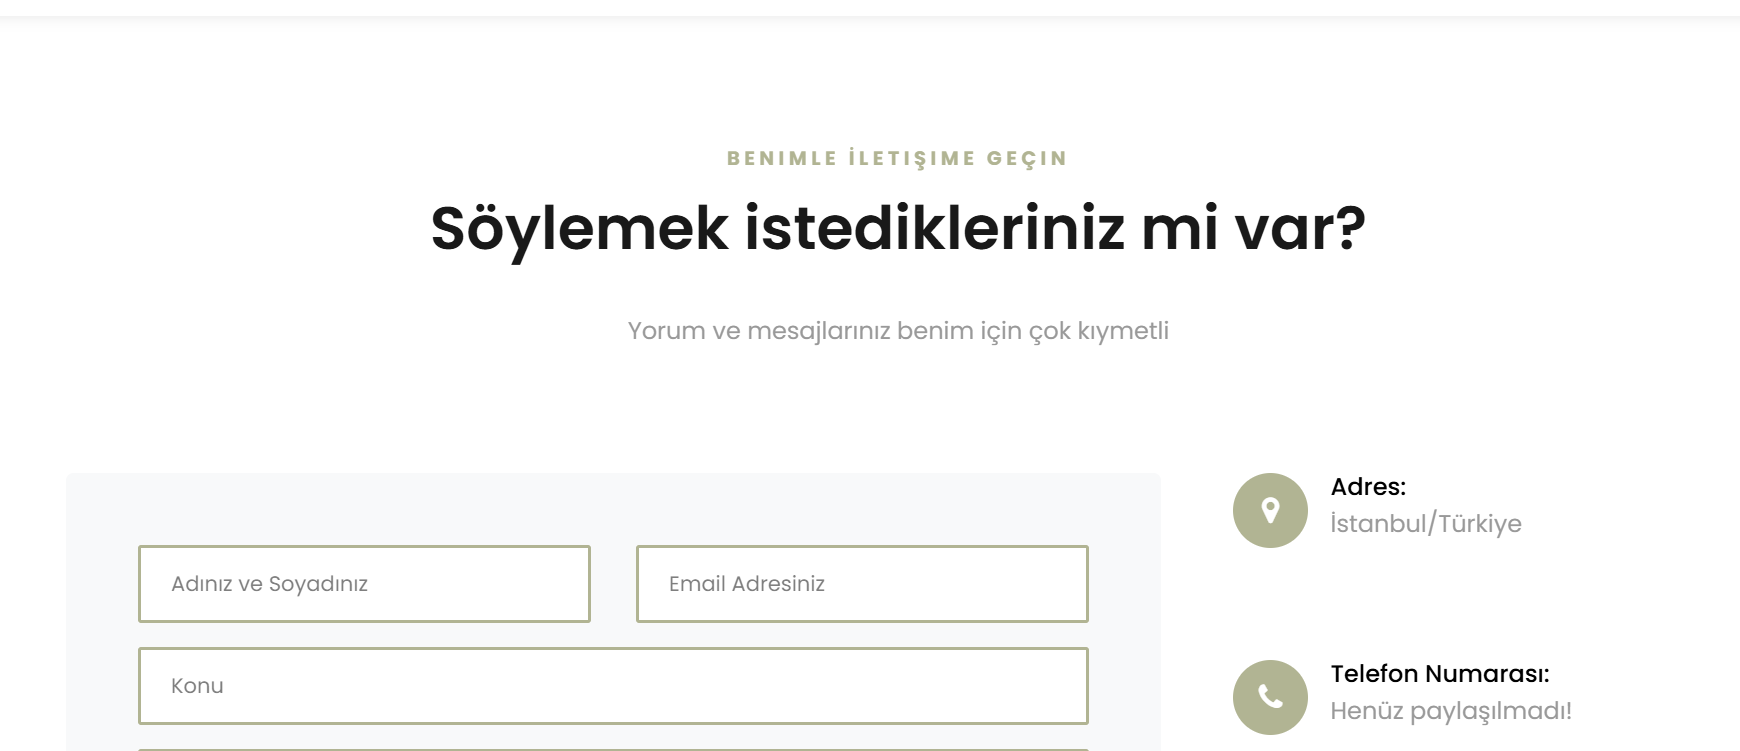 BENIMLE İLETIŞIME GEÇIN
Söylemek istedikleriniz mi var?
Yorum ve mesajlarınız benim için çok kıymetli
Adınız ve Soyadınız
Email Adresiniz
Konu
Adres:
İstanbul/Türkiye
Telefon Numarası:
Henüz paylaşılmadı!